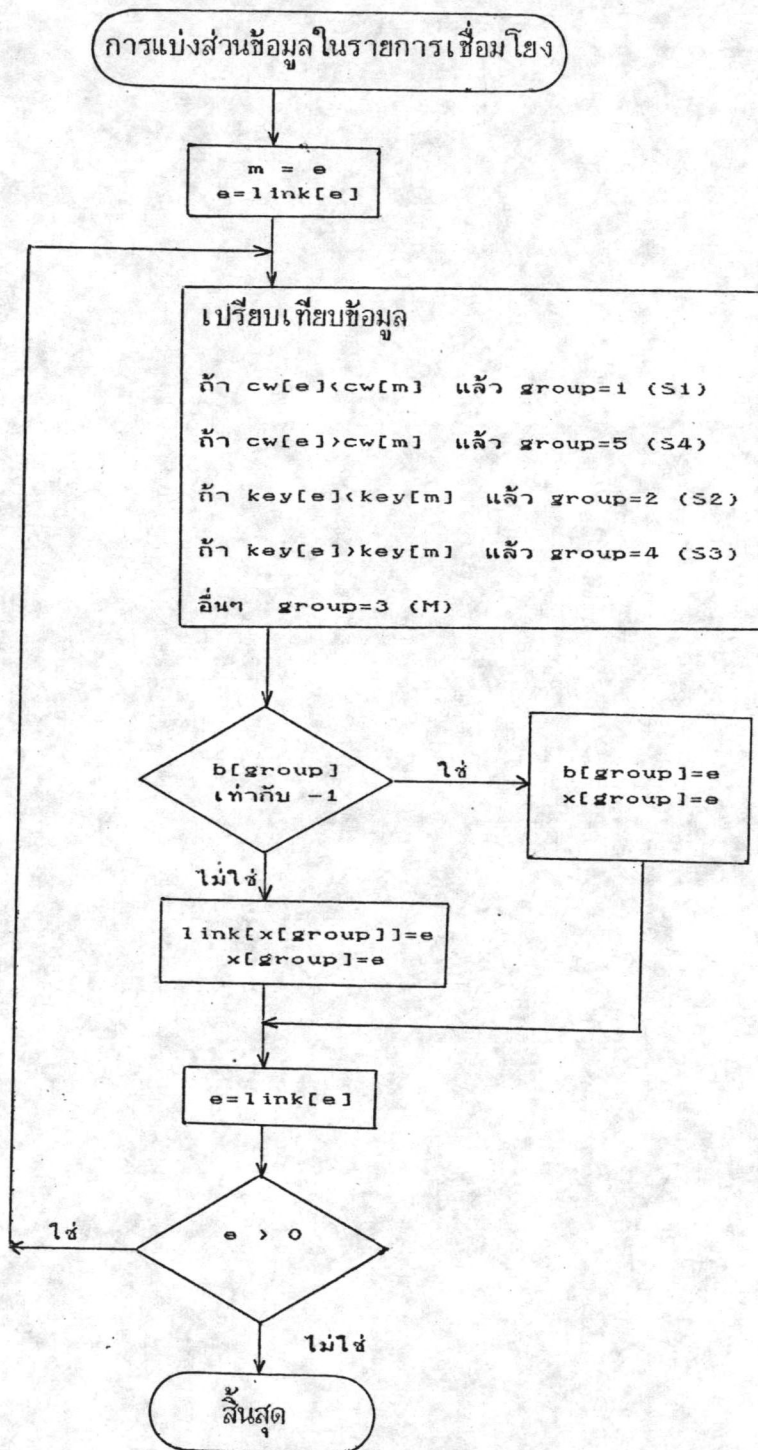 การแบ่งส่วนข้อมูลในรายการเชื่อมโยง
m = e
e=link[e]
เปรียบเทียบข้อมูล
ถ้า cw[e]<cw[m] แล้ว group=1 (S1)
ถ้า cw[e]>cw[m] แล้ว group=5 (S4)
ถ้า key[e]<key[m] แล้ว group=2 (S2)
ถ้า key[e]>key[m] แล้ว group=4 (S3)
อื่นๆ group=3 (M)
b[group]
เท่ากับ -1
ใช่
b[group]=e
x[group]=e
ไม่ใช่
link[x[group]]=e
x[group]=e
e=link[e]
e > 0
ใช่
ไม่ใช่
สิ้นสุด